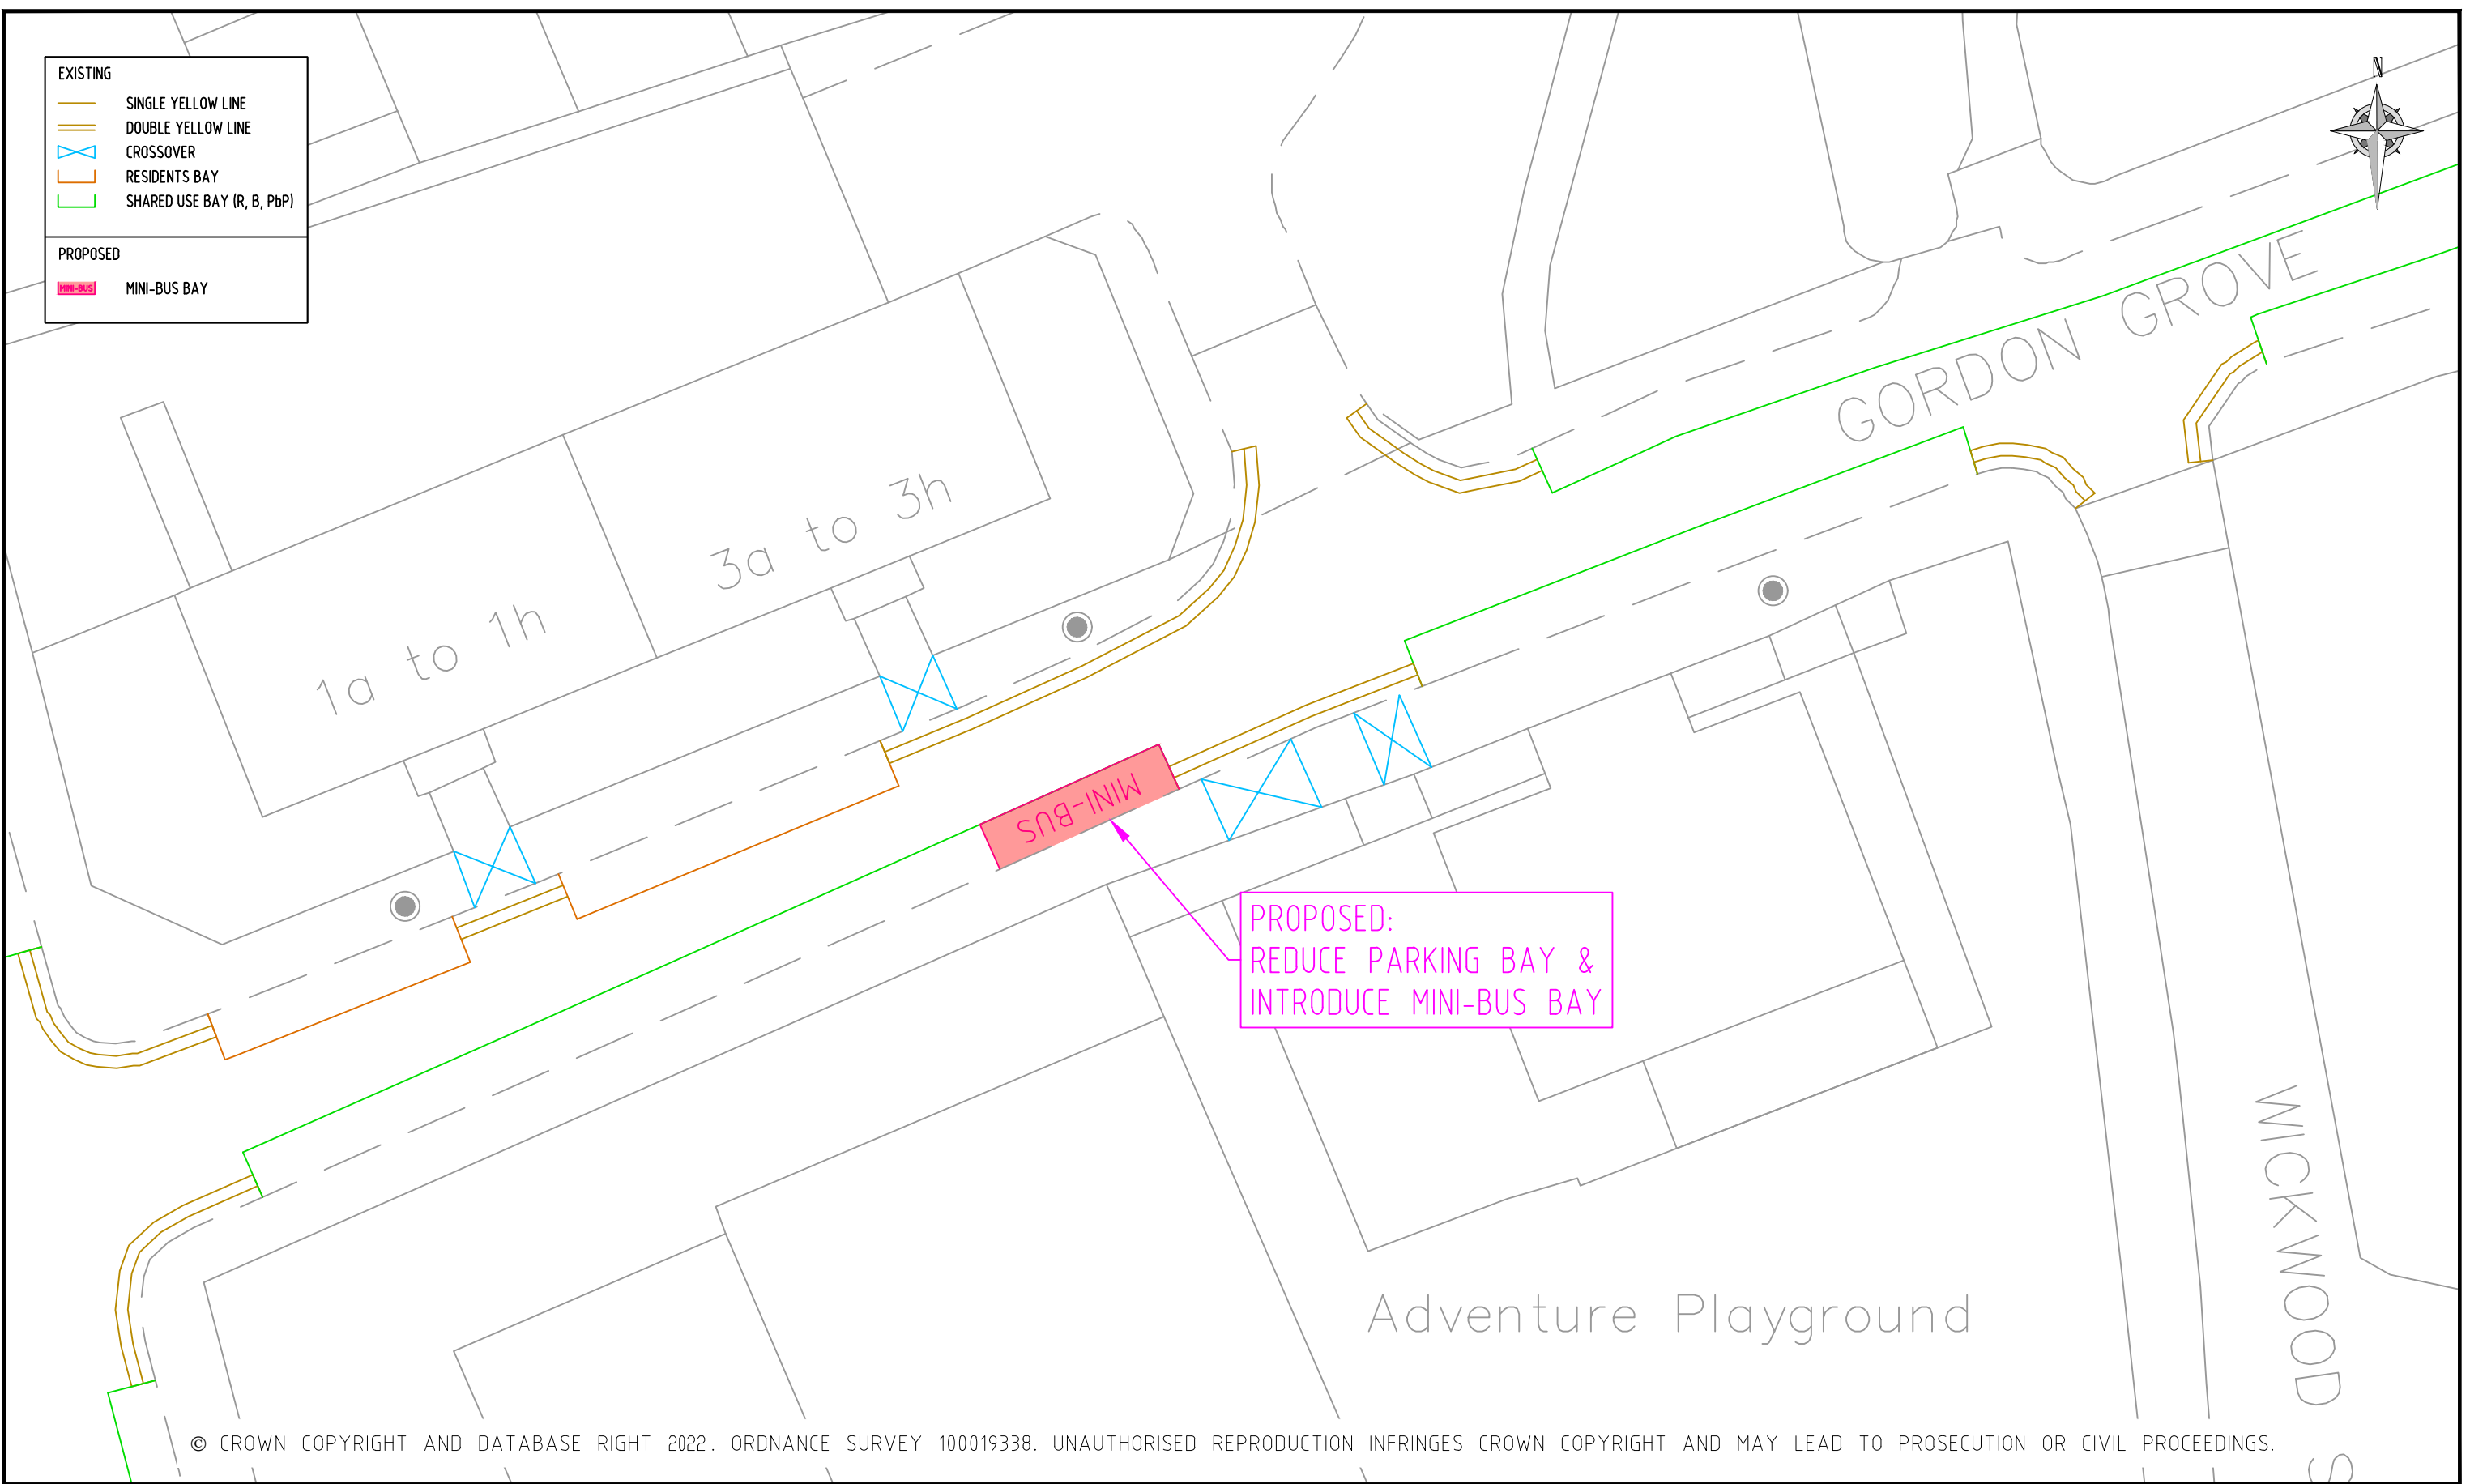 EXISTING
SINGLE YELLOW LINE
DOUBLE YELLOW LINE
CROSSOVER
RESIDENTS BAY
SHARED USE BAY (R, B, PbP)
PROPOSED
MINI-BUS
MINI-BUS BAY
N
GORDON GROVE
3a to 3h
1a to 1h
MINI-BUS
PROPOSED:
REDUCE PARKING BAY &
INTRODUCE MINI-BUS BAY
WICKWOOD S
Adventure Playground
© CROWN COPYRIGHT AND DATABASE RIGHT 2022. ORDNANCE SURVEY 100019338. UNAUTHORISED REPRODUCTION INFRINGES CROWN COPYRIGHT AND MAY LEAD TO PROSECUTION OR CIVIL PROCEEDINGS.